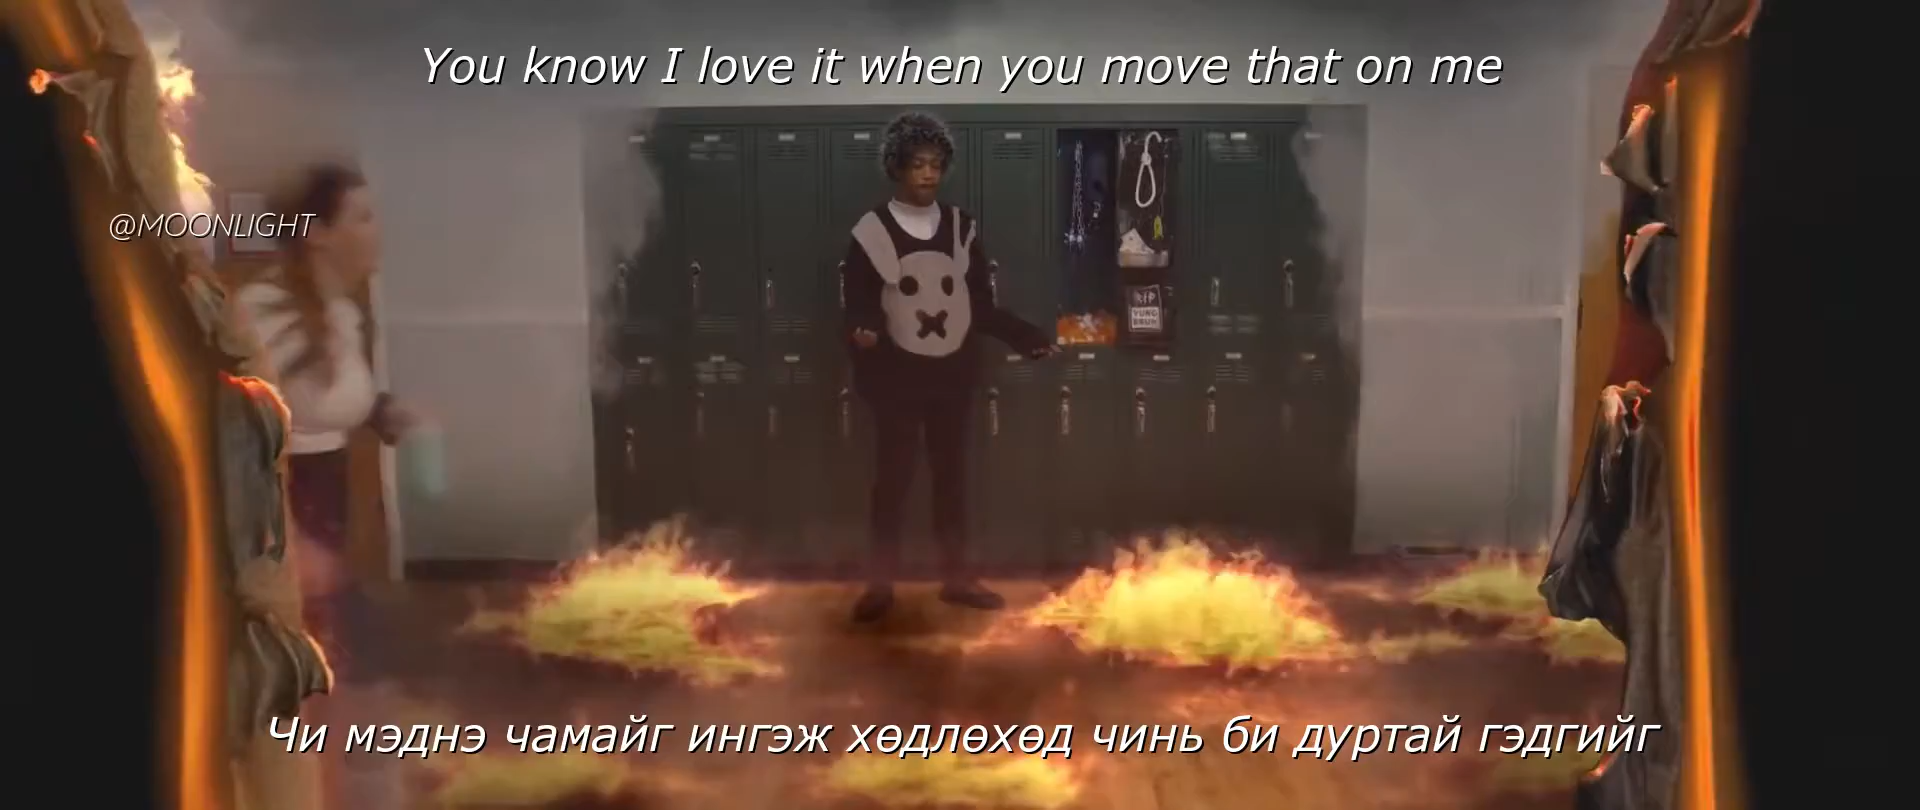 You know I love it when you move that on me
@MOONLIGHT
RIP
YUNG
BRUH
Чи мэднэ чамайг ингэж хөдлөхөд чинь би дуртай гэдгийг